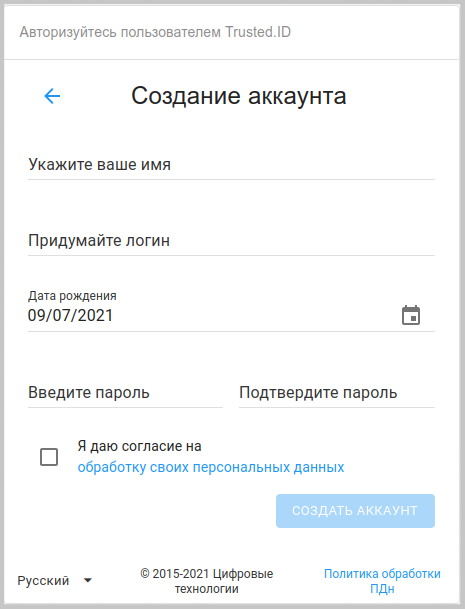 Авторизуйтесь пользователем Trusted.ID
Создание аккаунта
Укажите ваше имя
Придумайте логин
Дата рождения
09/07/2021
Введите пароль
Подтвердите пароль
Я даю согласие на
обработку своих персональных данных
СОЗДАТЬ АККАУНТ
Русский
© 2015-2021 Цифровые
технологии
Политика обработки
ПДн